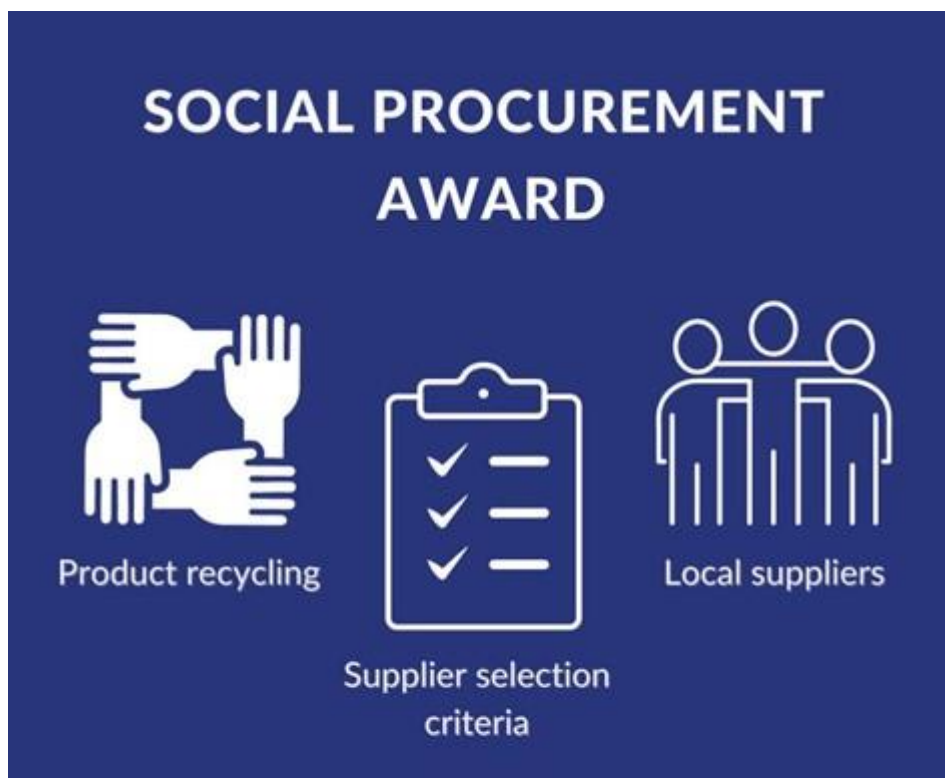 SOCIAL PROCUREMENT
AWARD
Product recycling
Supplier selection
criteria
Local suppliers